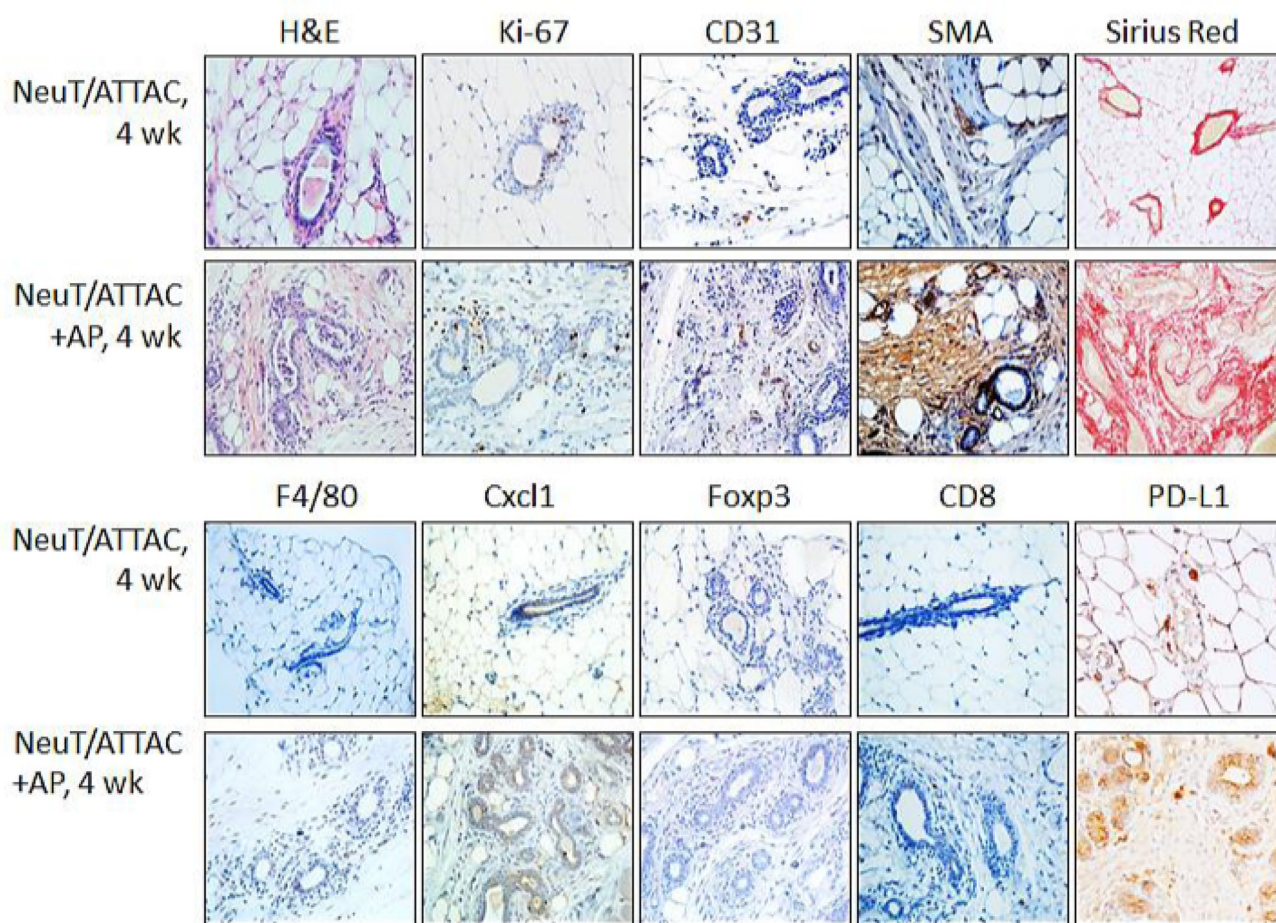 H&E Ki-67 CD31 SMA Sirius Red
NeuT/ATTAC,
4 wk
NeuT/ATTAC
+AP, 4 wk
F4/80 Cxcl1 Foxp3 CD8 PD-L1
NeuT/ATTAC,
4 wk
NeuT/ATTAC
+AP, 4 wk